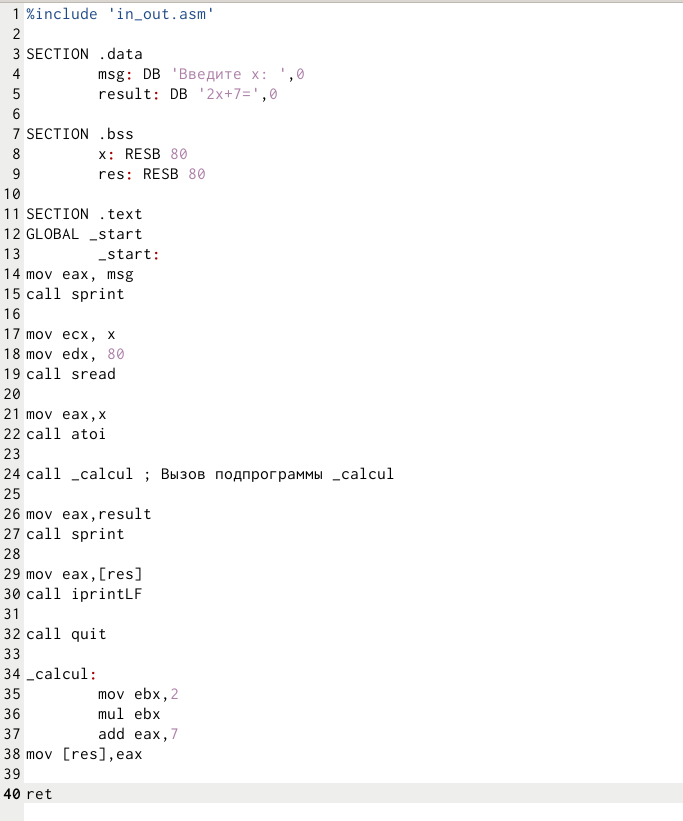 1 %include 'in_out.asm'
2
3 SECTION .data
4 msg: DB 'Введите x: ',0
5 result: DB '2x+7=',0
6
7 SECTION .bss
8 x: RESB 80
9 res: RESB 80
10
11 SECTION .text
12 GLOBAL _start
13 _start:
14 mov eax, msg
15 call sprint
16
17 mov ecx, x
18 mov edx, 80
19 call sread
20
21 mov eax,x
22 call atoi
23
24 call _calcul ; Вызов подпрограммы _calcul
25
26 mov eax,result
27 call sprint
28
29 mov eax,[res]
30 call iprintLF
31
32 call quit
33
34 _calcul:
35 mov ebx,2
36 mul ebx
37 add eax,7
38 mov [res],eax
39
40 ret